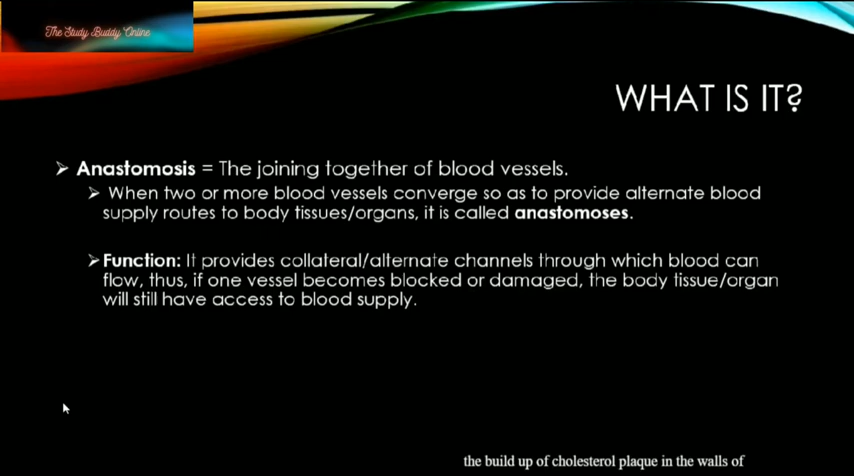 The Study Buddy Online
WHAT IS IT?
➢ Anastomosis = The joining together of blood vessels.
➢ When two or more blood vessels converge so as to provide alternate blood
supply routes to body tissues/organs, it is called anastomoses.
➢ Function: It provides collateral/alternate channels through which blood can
flow, thus, if one vessel becomes blocked or damaged, the body tissue/organ
will still have access to blood supply.
the build up of cholesterol plaque in the walls of